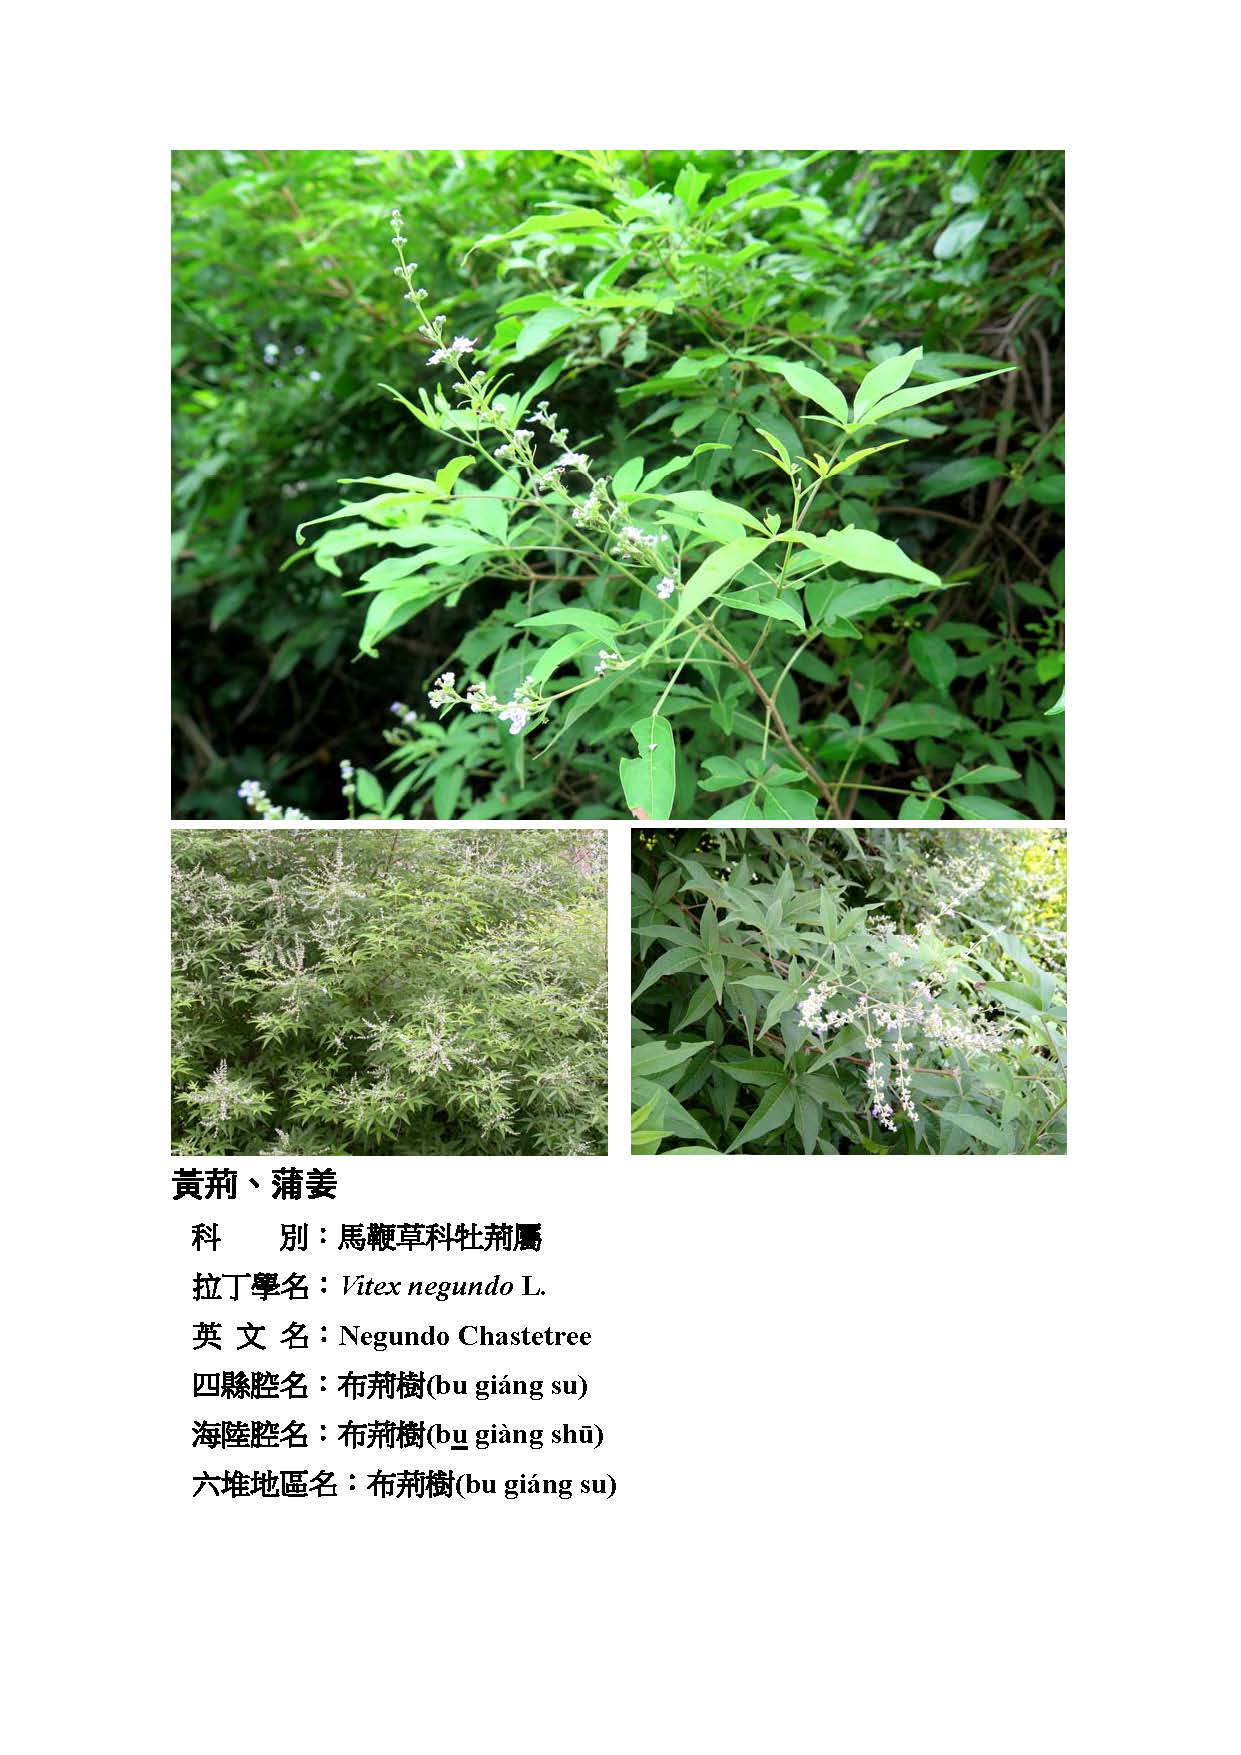 黃荊、蒲姜
科　　別：馬鞭草科牡荊屬
拉丁學名：Vitex negundo L.
英 文 名：Negundo Chastetree
四縣腔名：布荊樹(bu giáng su)
海陸腔名：布荊樹(bu giàng shū)
六堆地區名：布荊樹(bu giáng su)